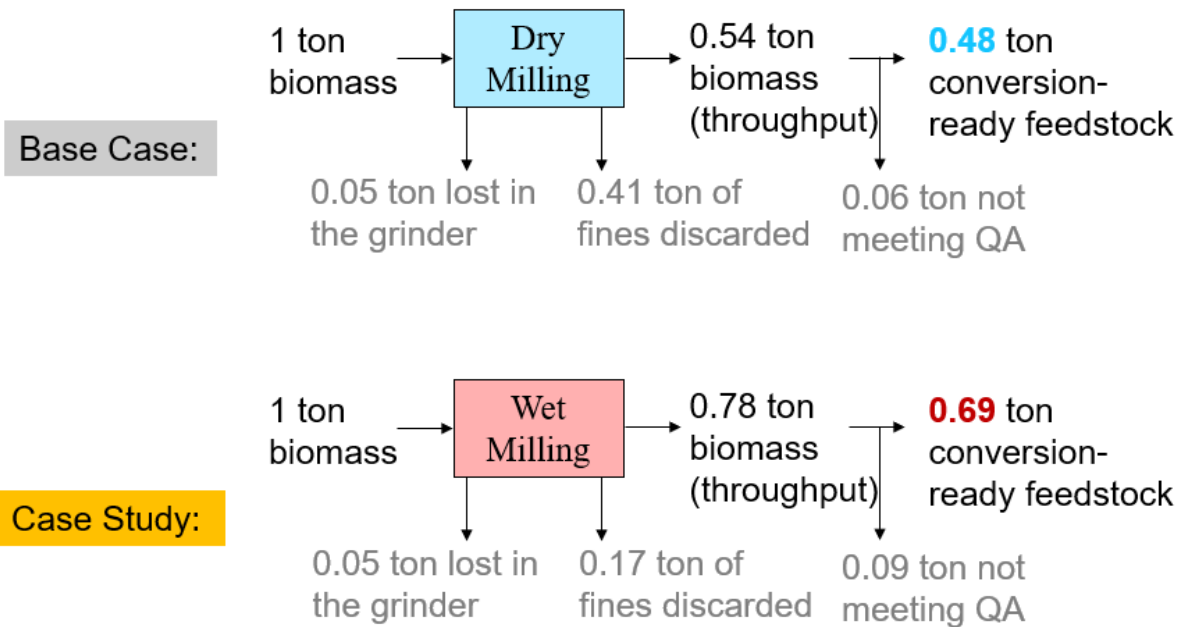 Base Case:
1 ton
biomass
Dry
Milling
0.54 ton
biomass
(throughput)
0.48 ton
conversion-
ready feedstock
0.05 ton lost in
the grinder
0.41 ton of
fines discarded
0.06 ton not
meeting QA
Case Study:
1 ton
biomass
Wet
Milling
0.78 ton
biomass
(throughput)
0.69 ton
conversion-
ready feedstock
0.05 ton lost in
the grinder
0.17 ton of
fines discarded
0.09 ton not
meeting QA